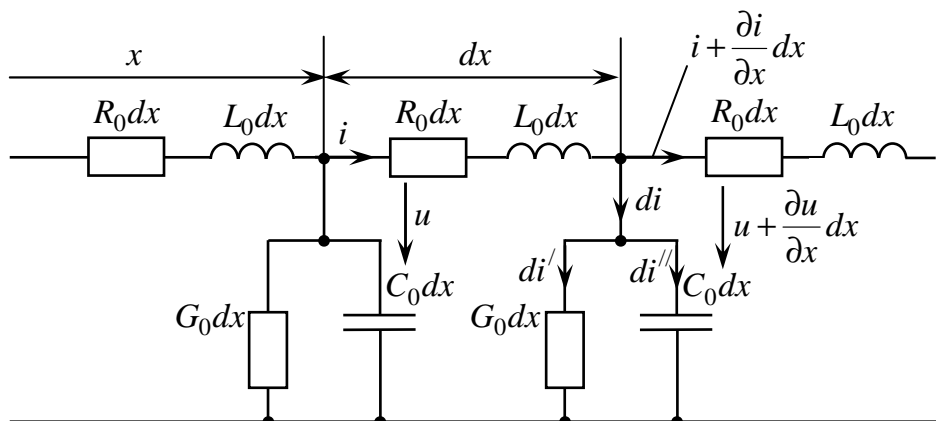 x
dx
i + ∂i/∂x dx
R₀dx
L₀dx
R₀dx
L₀dx
R₀dx
L₀dx
i
u
di
u + ∂u/∂x dx
di′
di″
C₀dx
C₀dx
G₀dx
G₀dx